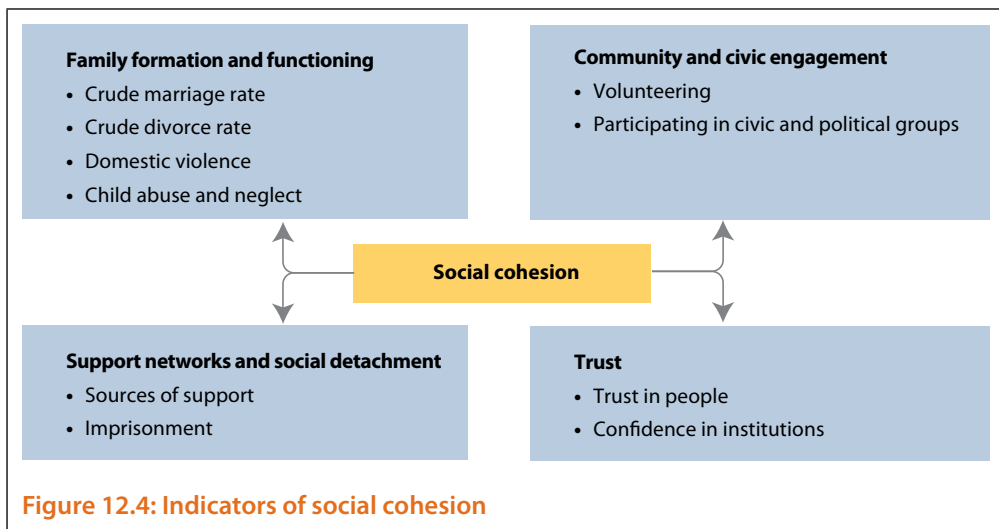 Family formation and functioning
• Crude marriage rate
• Crude divorce rate
• Domestic violence
• Child abuse and neglect
Community and civic engagement
• Volunteering
• Participating in civic and political groups
Social cohesion
Support networks and social detachment
• Sources of support
• Imprisonment
Trust
• Trust in people
• Confidence in institutions
Figure 12.4: Indicators of social cohesion